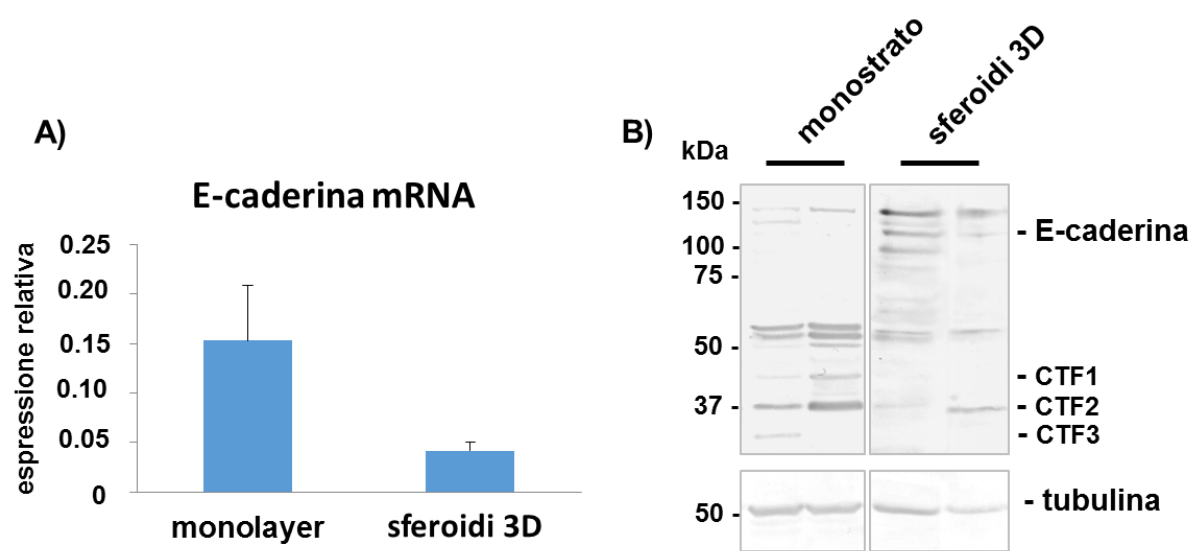 A)
E-caderina mRNA
espressione relativa
0.25
0.20
0.15
0.10
0.05
0
monolayer
sferoidi 3D
B)
kDa
monostrato
sferoidi 3D
150 -
100 -
75 -
50 -
37 -
- E-caderina
- CTF1
- CTF2
- CTF3
50 -
- tubulina